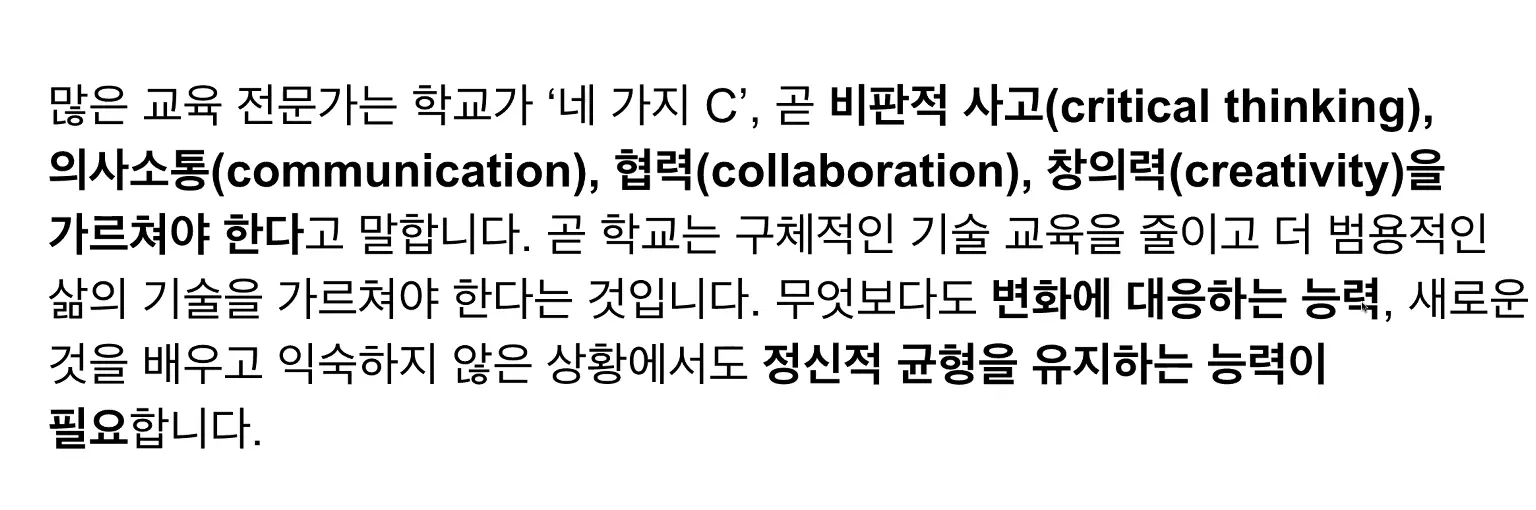 많은 교육 전문가는 학교가 ‘네 가지 C’, 곧 비판적 사고(critical thinking),
의사소통(communication), 협력(collaboration), 창의력(creativity)을
가르쳐야 한다고 말합니다. 곧 학교는 구체적인 기술 교육을 줄이고 더 범용적인
삶의 기술을 가르쳐야 한다는 것입니다. 무엇보다도 변화에 대응하는 능력, 새로운
것을 배우고 익숙하지 않은 상황에서도 정신적 균형을 유지하는 능력이
필요합니다.